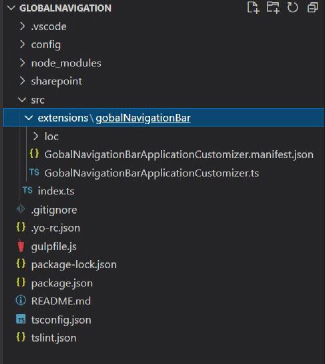 GLOBALNAVIGATION
.vscode
config
node_modules
sharepoint
src
extensions\gobalNavigationBar
loc
{} GobalNavigationBarApplicationCustomizer.manifest.json
TS GobalNavigationBarApplicationCustomizer.ts
TS index.ts
.gitignore
{} .yo-rc.json
gulpfile.js
{} package-lock.json
{} package.json
README.md
tsconfig.json
{} tslint.json